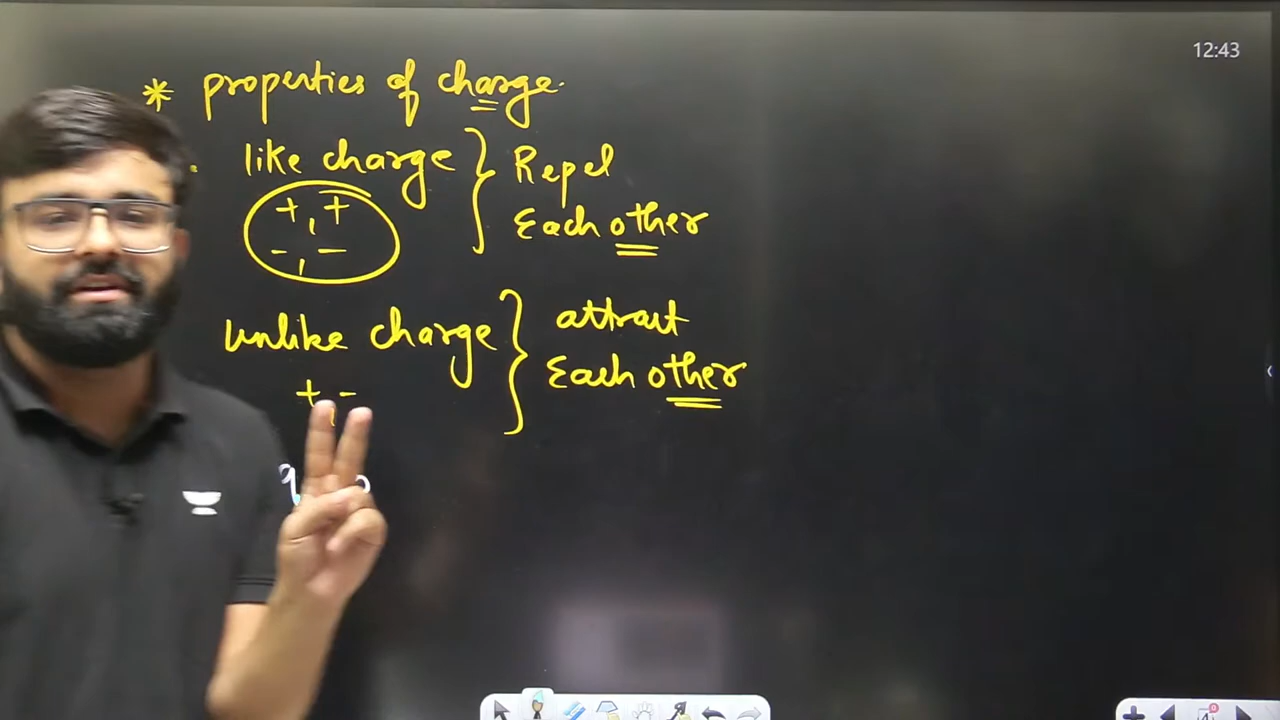 12:43
* properties of charge.
like charge } Repel
+, +
Each other
-, -
unlike charge } attract
Each other
+, -